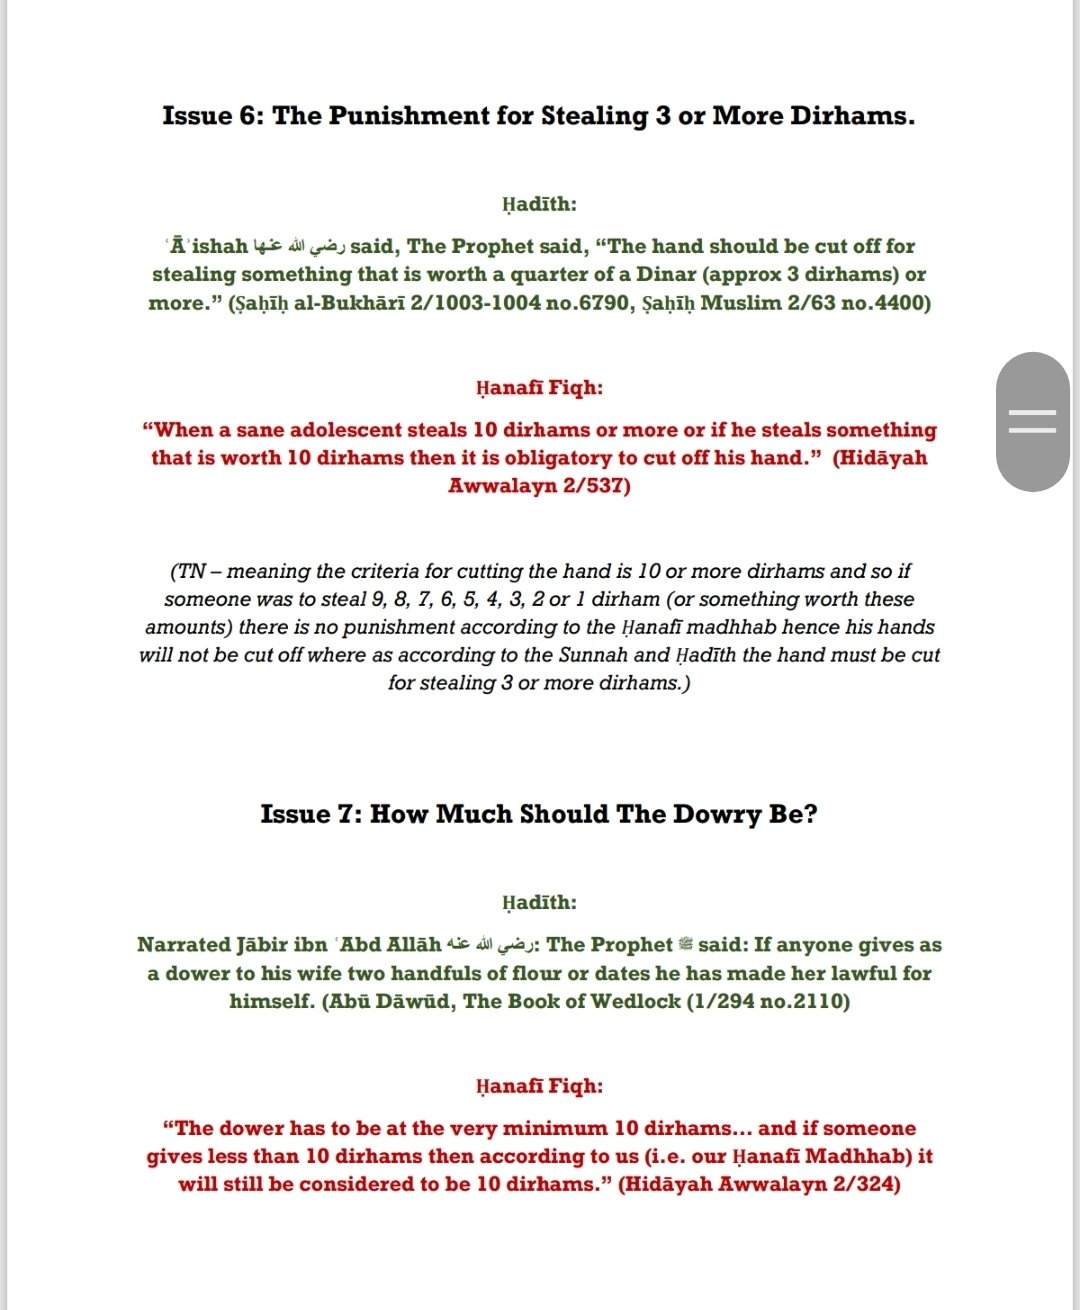 Issue 6: The Punishment for Stealing 3 or More Dirhams.
Ḥadīth:
ʿĀʾishah رضي الله عنها said, The Prophet said, “The hand should be cut off for
stealing something that is worth a quarter of a Dinar (approx 3 dirhams) or
more.” (Ṣaḥīḥ al-Bukhārī 2/1003-1004 no.6790, Ṣaḥīḥ Muslim 2/63 no.4400)
Ḥanafī Fiqh:
“When a sane adolescent steals 10 dirhams or more or if he steals something
that is worth 10 dirhams then it is obligatory to cut off his hand.” (Hidāyah
Awwalayn 2/537)
(TN – meaning the criteria for cutting the hand is 10 or more dirhams and so if
someone was to steal 9, 8, 7, 6, 5, 4, 3, 2 or 1 dirham (or something worth these
amounts) there is no punishment according to the Ḥanafī madhhab hence his hands
will not be cut off where as according to the Sunnah and Ḥadīth the hand must be cut
for stealing 3 or more dirhams.)
Issue 7: How Much Should The Dowry Be?
Ḥadīth:
Narrated Jābir ibn ʿAbd Allāh رضي الله عنه: The Prophet ﷺ said: If anyone gives as
a dower to his wife two handfuls of flour or dates he has made her lawful for
himself. (Abū Dāwūd, The Book of Wedlock (1/294 no.2110)
Ḥanafī Fiqh:
“The dower has to be at the very minimum 10 dirhams... and if someone
gives less than 10 dirhams then according to us (i.e. our Ḥanafī Madhhab) it
will still be considered to be 10 dirhams.” (Hidāyah Awwalayn 2/324)